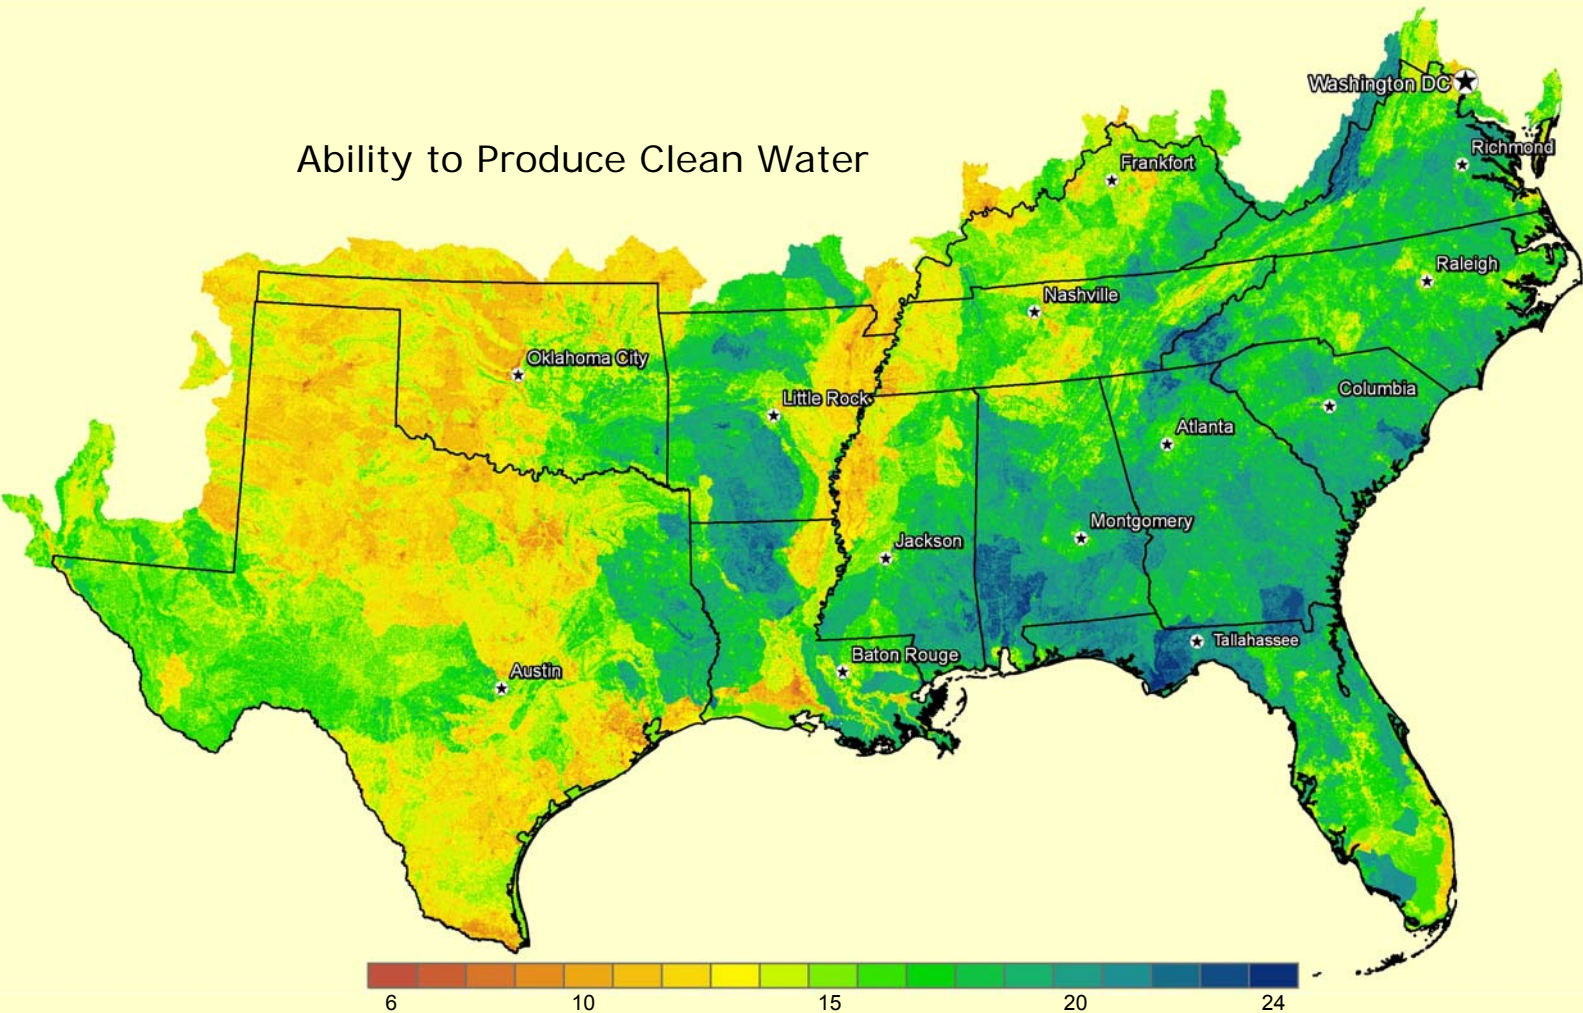 Washington DC
Ability to Produce Clean Water
Richmond
Frankfort
Raleigh
Nashville
Oklahoma City
Little Rock
Columbia
Atlanta
Montgomery
Jackson
Tallahassee
Baton Rouge
Austin
6 10 15 20 24